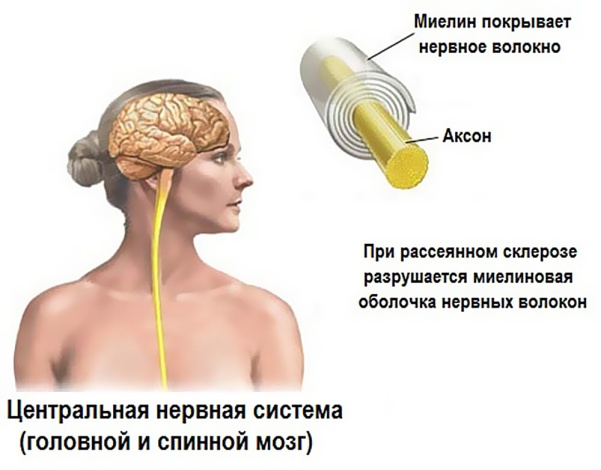 Миелин покрывает
нервное волокно
Аксон
При рассеянном склерозе
разрушается миелиновая
оболочка нервных волокон
Центральная нервная система
(головной и спинной мозг)